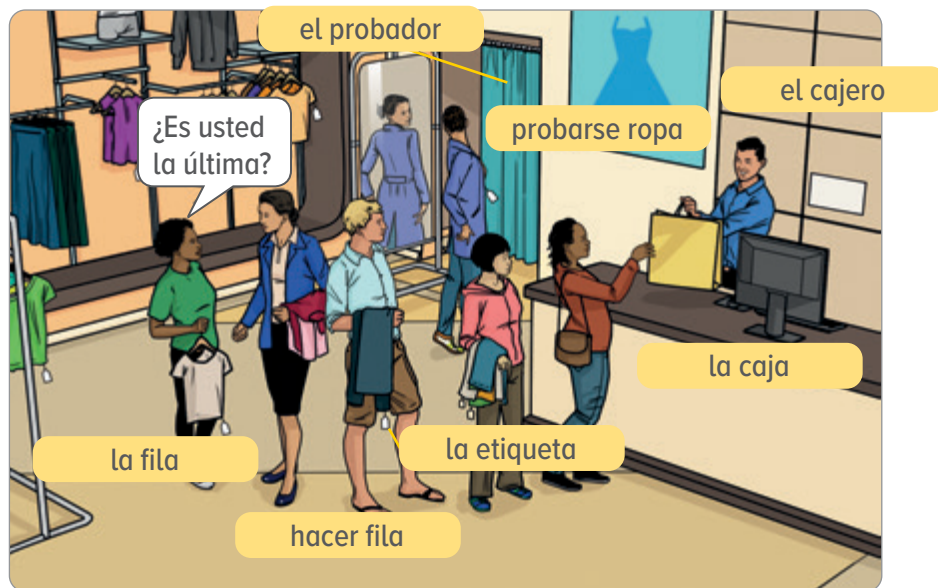 el probador
el cajero
¿Es usted
la última?
probarse ropa
la caja
la etiqueta
la fila
hacer fila